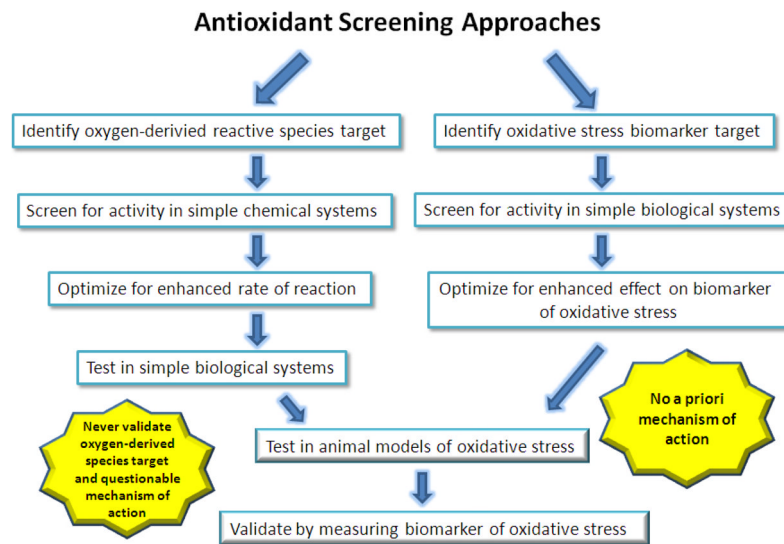 Antioxidant Screening Approaches
Identify oxygen-derivied reactive species target
Identify oxidative stress biomarker target
Screen for activity in simple chemical systems
Screen for activity in simple biological systems
Optimize for enhanced rate of reaction
Optimize for enhanced effect on biomarker
of oxidative stress
Test in simple biological systems
Never validate
oxygen-derived
species target
and questionable
mechanism of
action
No a priori
mechanism of
action
Test in animal models of oxidative stress
Validate by measuring biomarker of oxidative stress